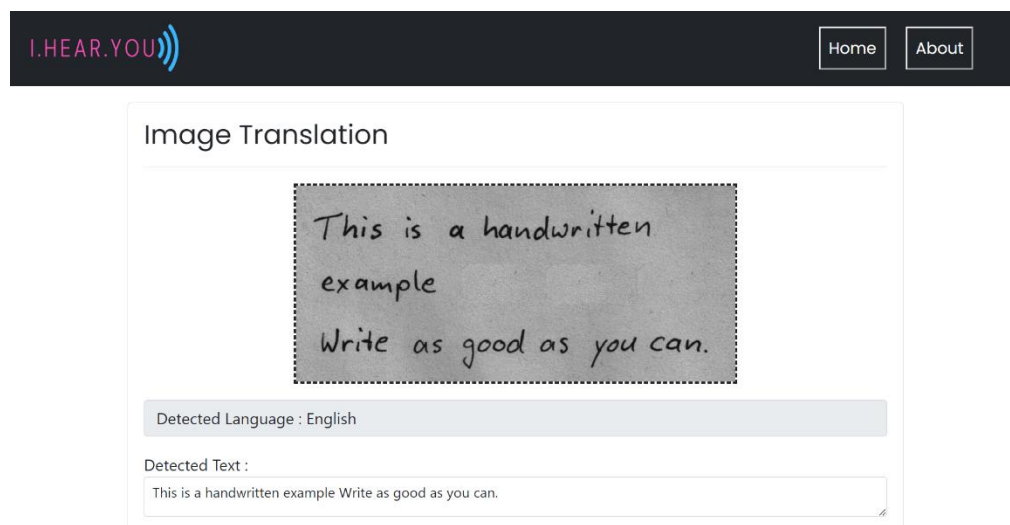 I.HEAR.YOU
Home
About
Image Translation
This is a handwritten
example
Write as good as you can.
Detected Language : English
Detected Text :
This is a handwritten example Write as good as you can.